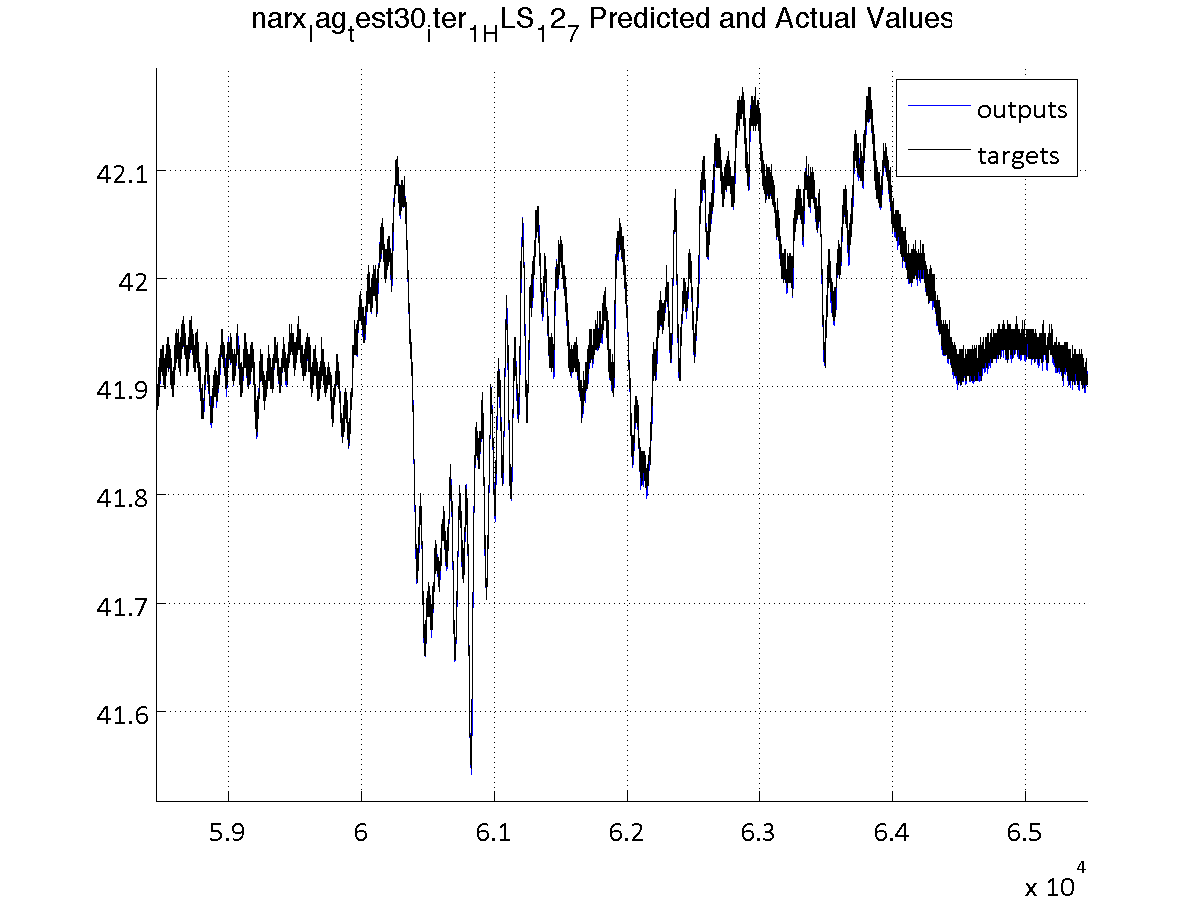 narx_lag_test30_iter_1HLS_12_7 Predicted and Actual Values
outputs
targets
42.1
42
41.9
41.8
41.7
41.6
5.9 6 6.1 6.2 6.3 6.4 6.5
x 10^4